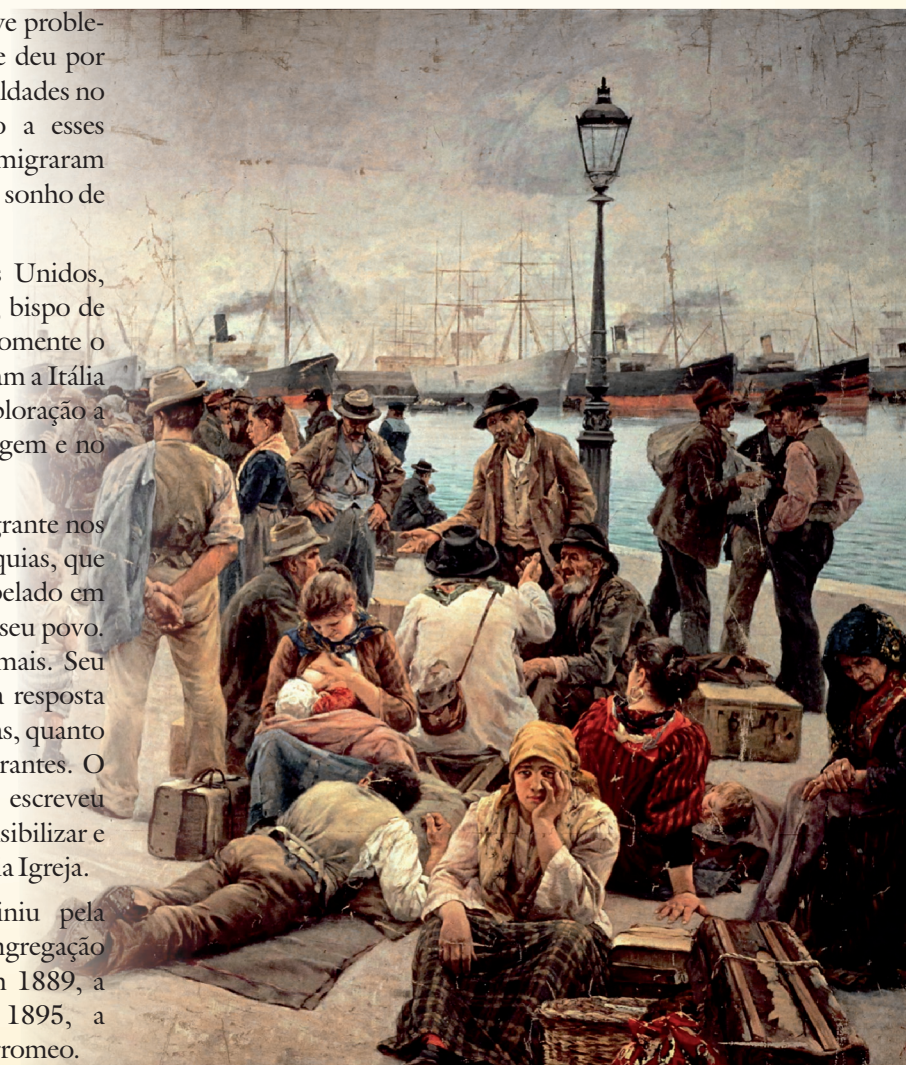 ve proble-
e deu por
ldades no
o a esses
migraram
sonho de
s Unidos,
bispo de
omente o
am a Itália
ploração a
gem e no
grante nos
quias, que
pelado em
seu povo.
mais. Seu
n resposta
as, quanto
rantes. O
escreveu
sibilizar e
a Igreja.
iniu pela
ngregação
n 1889, a
1895, a
rromeo.